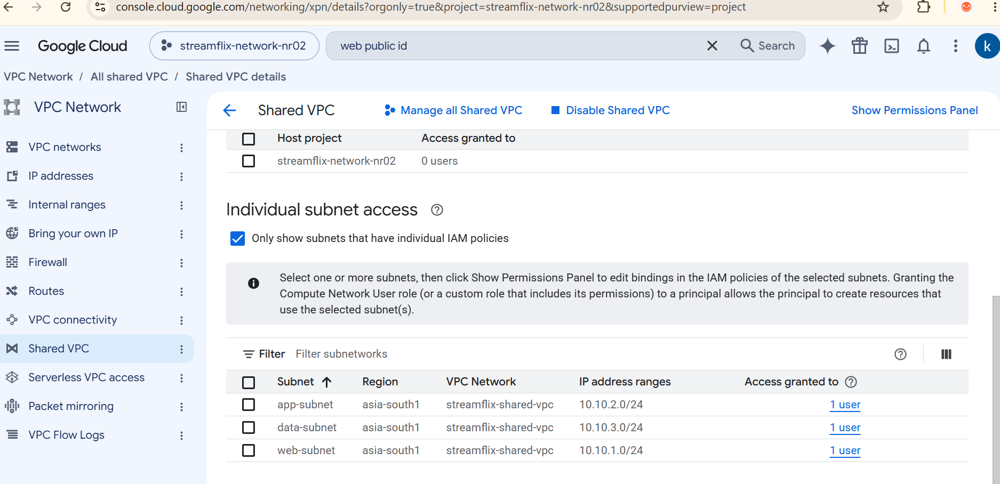 console.cloud.google.com/networking/xpn/details?orgonly=true&project=streamflix-network-nr02&supportedpurview=project
Google Cloud streamflix-network-nr02 web public id Search k
VPC Network / All shared VPC / Shared VPC details
VPC Network
VPC networks
IP addresses
Internal ranges
Bring your own IP
Firewall
Routes
VPC connectivity
Shared VPC
Serverless VPC access
Packet mirroring
VPC Flow Logs
Shared VPC Manage all Shared VPC Disable Shared VPC Show Permissions Panel
Host project Access granted to
streamflix-network-nr02 0 users
Individual subnet access
Only show subnets that have individual IAM policies
Select one or more subnets, then click Show Permissions Panel to edit bindings in the IAM policies of the selected subnets. Granting the
Compute Network User role (or a custom role that includes its permissions) to a principal allows the principal to create resources that
use the selected subnet(s).
Filter Filter subnetworks
Subnet Region VPC Network IP address ranges Access granted to
app-subnet asia-south1 streamflix-shared-vpc 10.10.2.0/24 1 user
data-subnet asia-south1 streamflix-shared-vpc 10.10.3.0/24 1 user
web-subnet asia-south1 streamflix-shared-vpc 10.10.1.0/24 1 user